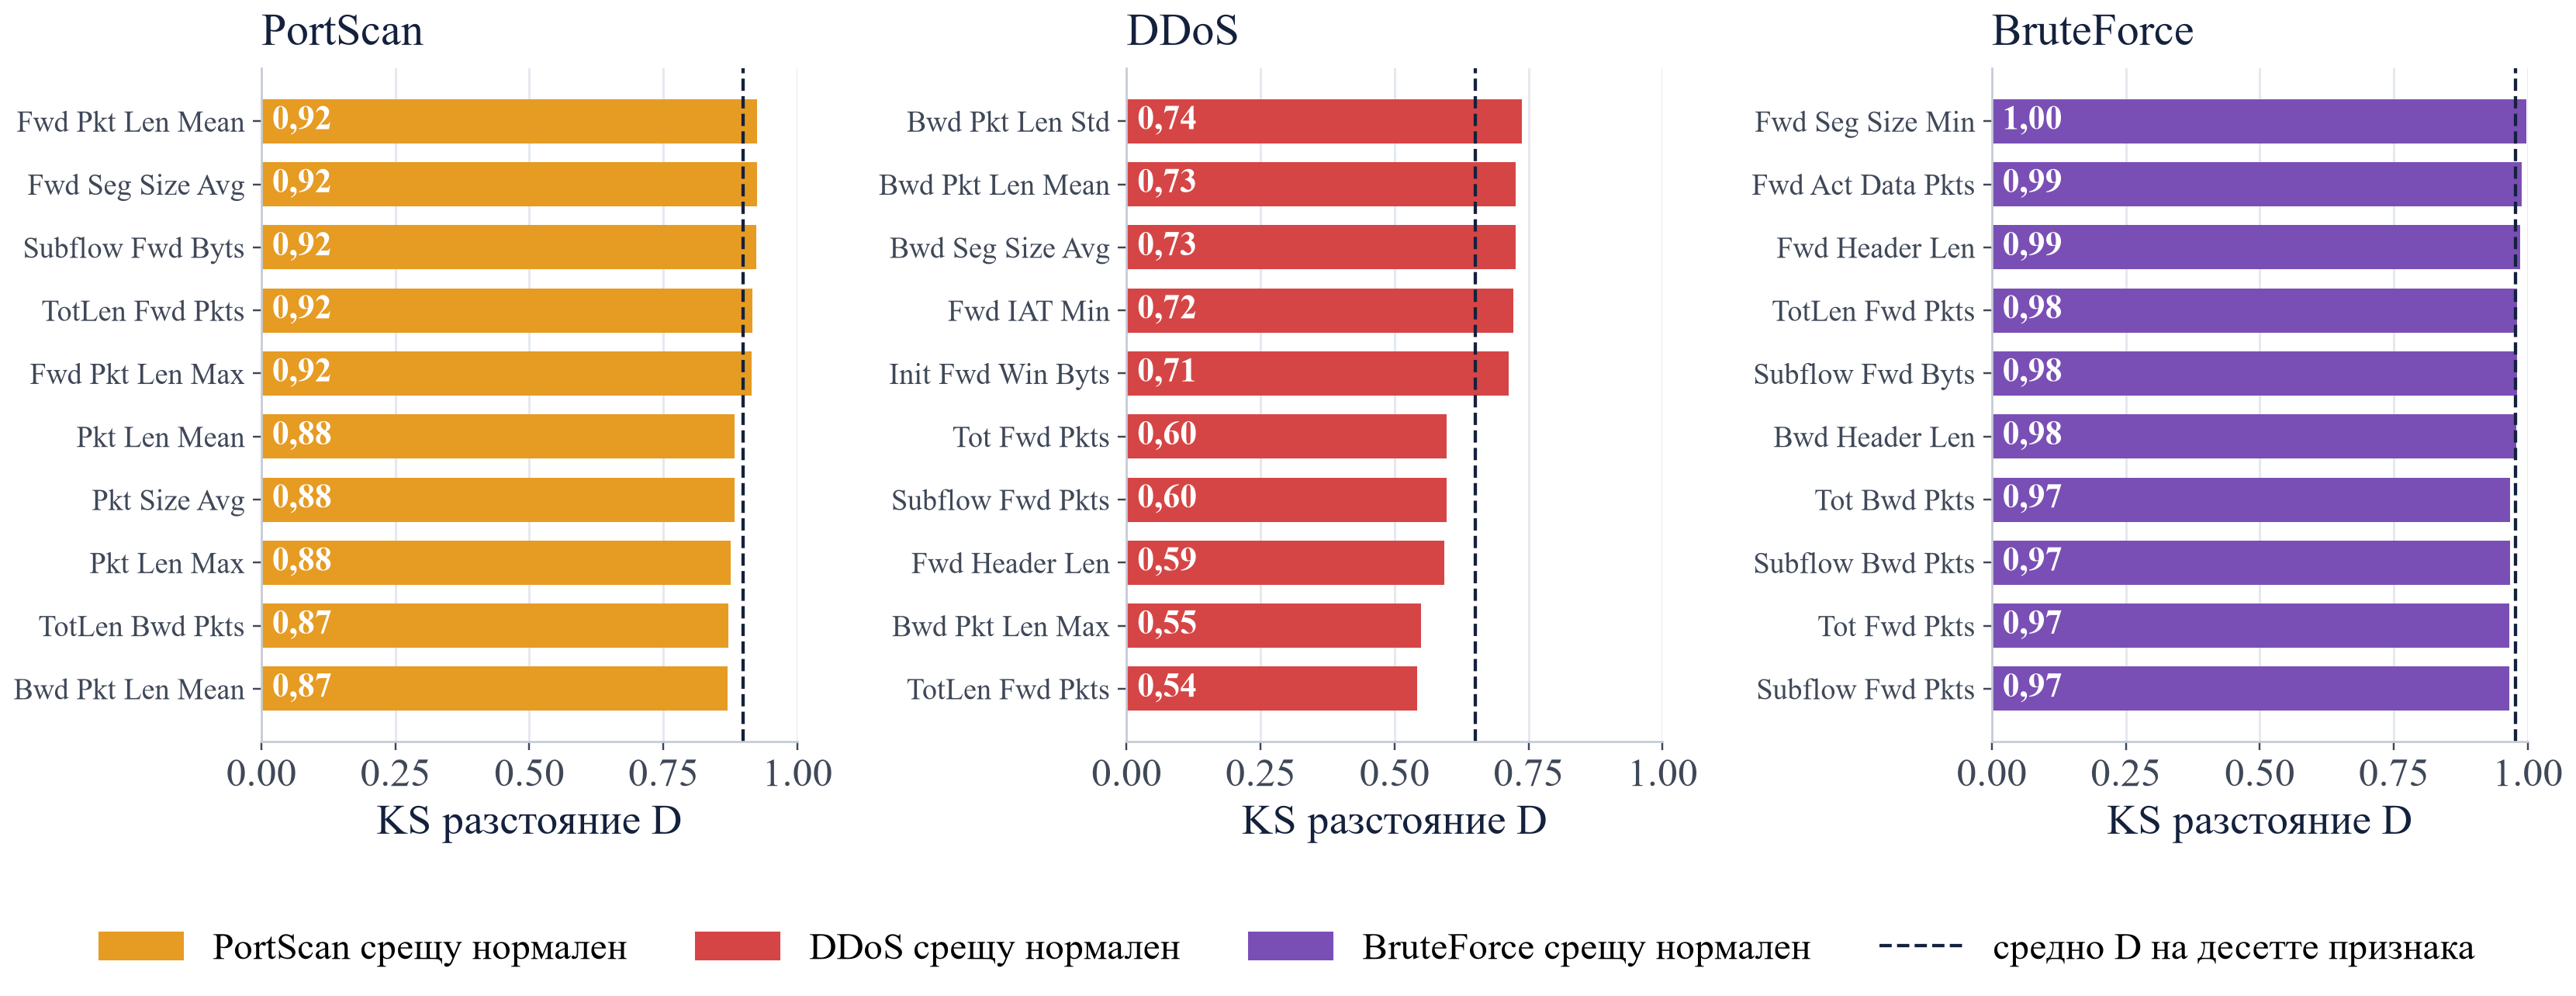 PortScan
Fwd Pkt Len Mean 0,92
Fwd Seg Size Avg 0,92
Subflow Fwd Byts 0,92
TotLen Fwd Pkts 0,92
Fwd Pkt Len Max 0,92
Pkt Len Mean 0,88
Pkt Size Avg 0,88
Pkt Len Max 0,88
TotLen Bwd Pkts 0,87
Bwd Pkt Len Mean 0,87
0.00 0.25 0.50 0.75 1.00
KS разстояние D
DDoS
Bwd Pkt Len Std 0,74
Bwd Pkt Len Mean 0,73
Bwd Seg Size Avg 0,73
Fwd IAT Min 0,72
Init Fwd Win Byts 0,71
Tot Fwd Pkts 0,60
Subflow Fwd Pkts 0,60
Fwd Header Len 0,59
Bwd Pkt Len Max 0,55
TotLen Fwd Pkts 0,54
0.00 0.25 0.50 0.75 1.00
KS разстояние D
BruteForce
Fwd Seg Size Min 1,00
Fwd Act Data Pkts 0,99
Fwd Header Len 0,99
TotLen Fwd Pkts 0,98
Subflow Fwd Byts 0,98
Bwd Header Len 0,98
Tot Bwd Pkts 0,97
Subflow Bwd Pkts 0,97
Tot Fwd Pkts 0,97
Subflow Fwd Pkts 0,97
0.00 0.25 0.50 0.75 1.00
KS разстояние D
PortScan срещу нормален
DDoS срещу нормален
BruteForce срещу нормален
средно D на десетте признака